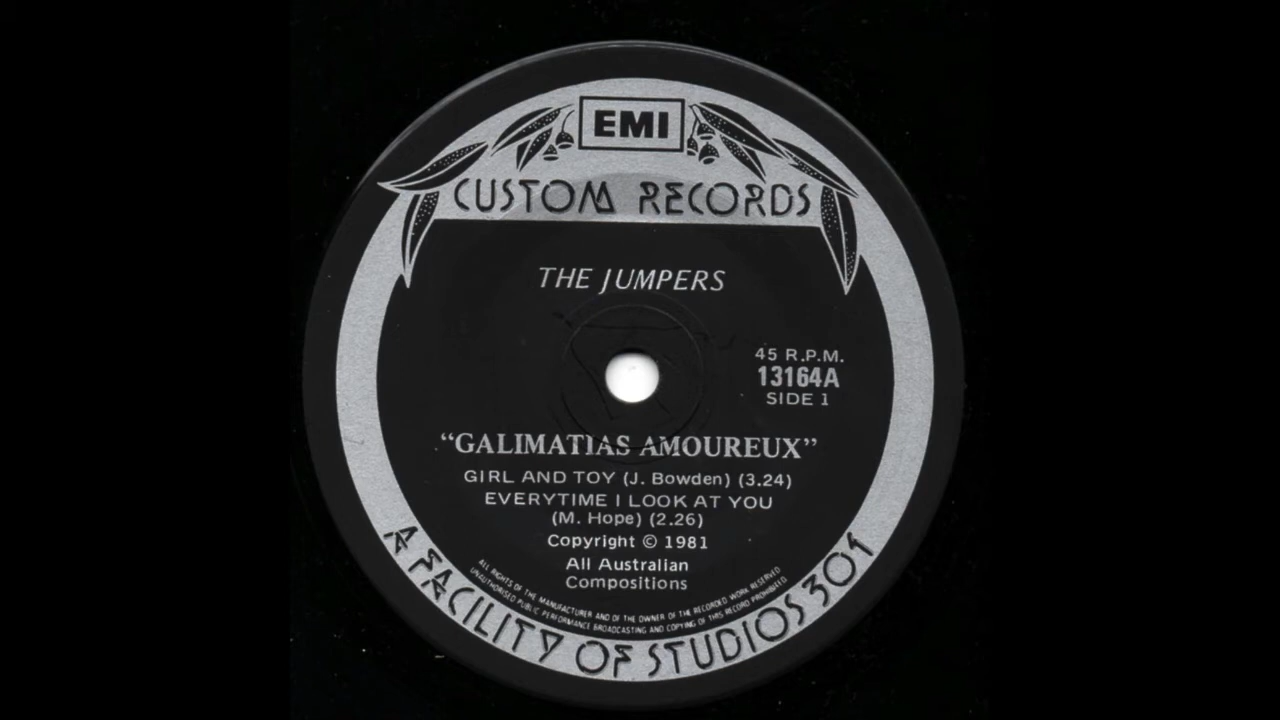 EMI
CUSTOM RECORDS
THE JUMPERS
45 R.P.M.
13164A
SIDE 1
“GALIMATIAS AMOUREUX”
GIRL AND TOY (J. Bowden) (3.24)
EVERYTIME I LOOK AT YOU
(M. Hope) (2.26)
Copyright © 1981
All Australian
Compositions
ALL RIGHTS OF THE MANUFACTURER AND OF THE OWNER OF THE RECORDED WORK RESERVED
UNAUTHORISED PUBLIC PERFORMANCE BROADCASTING AND COPYING OF THIS RECORD PROHIBITED
A FACILITY OF STUDIOS 301